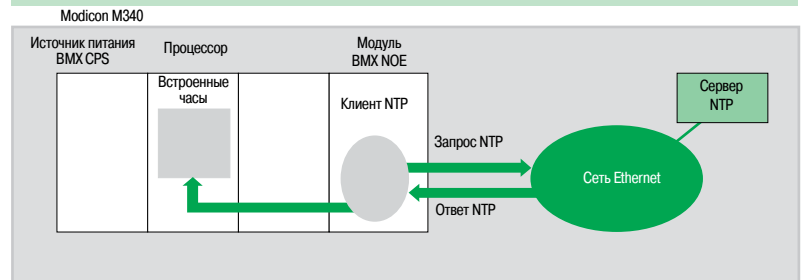 Modicon M340
Источник питания
BMX CPS
Процессор
Модуль
BMX NOE
Встроенные
часы
Клиент NTP
Сервер
NTP
Запрос NTP
Сеть Ethernet
Ответ NTP